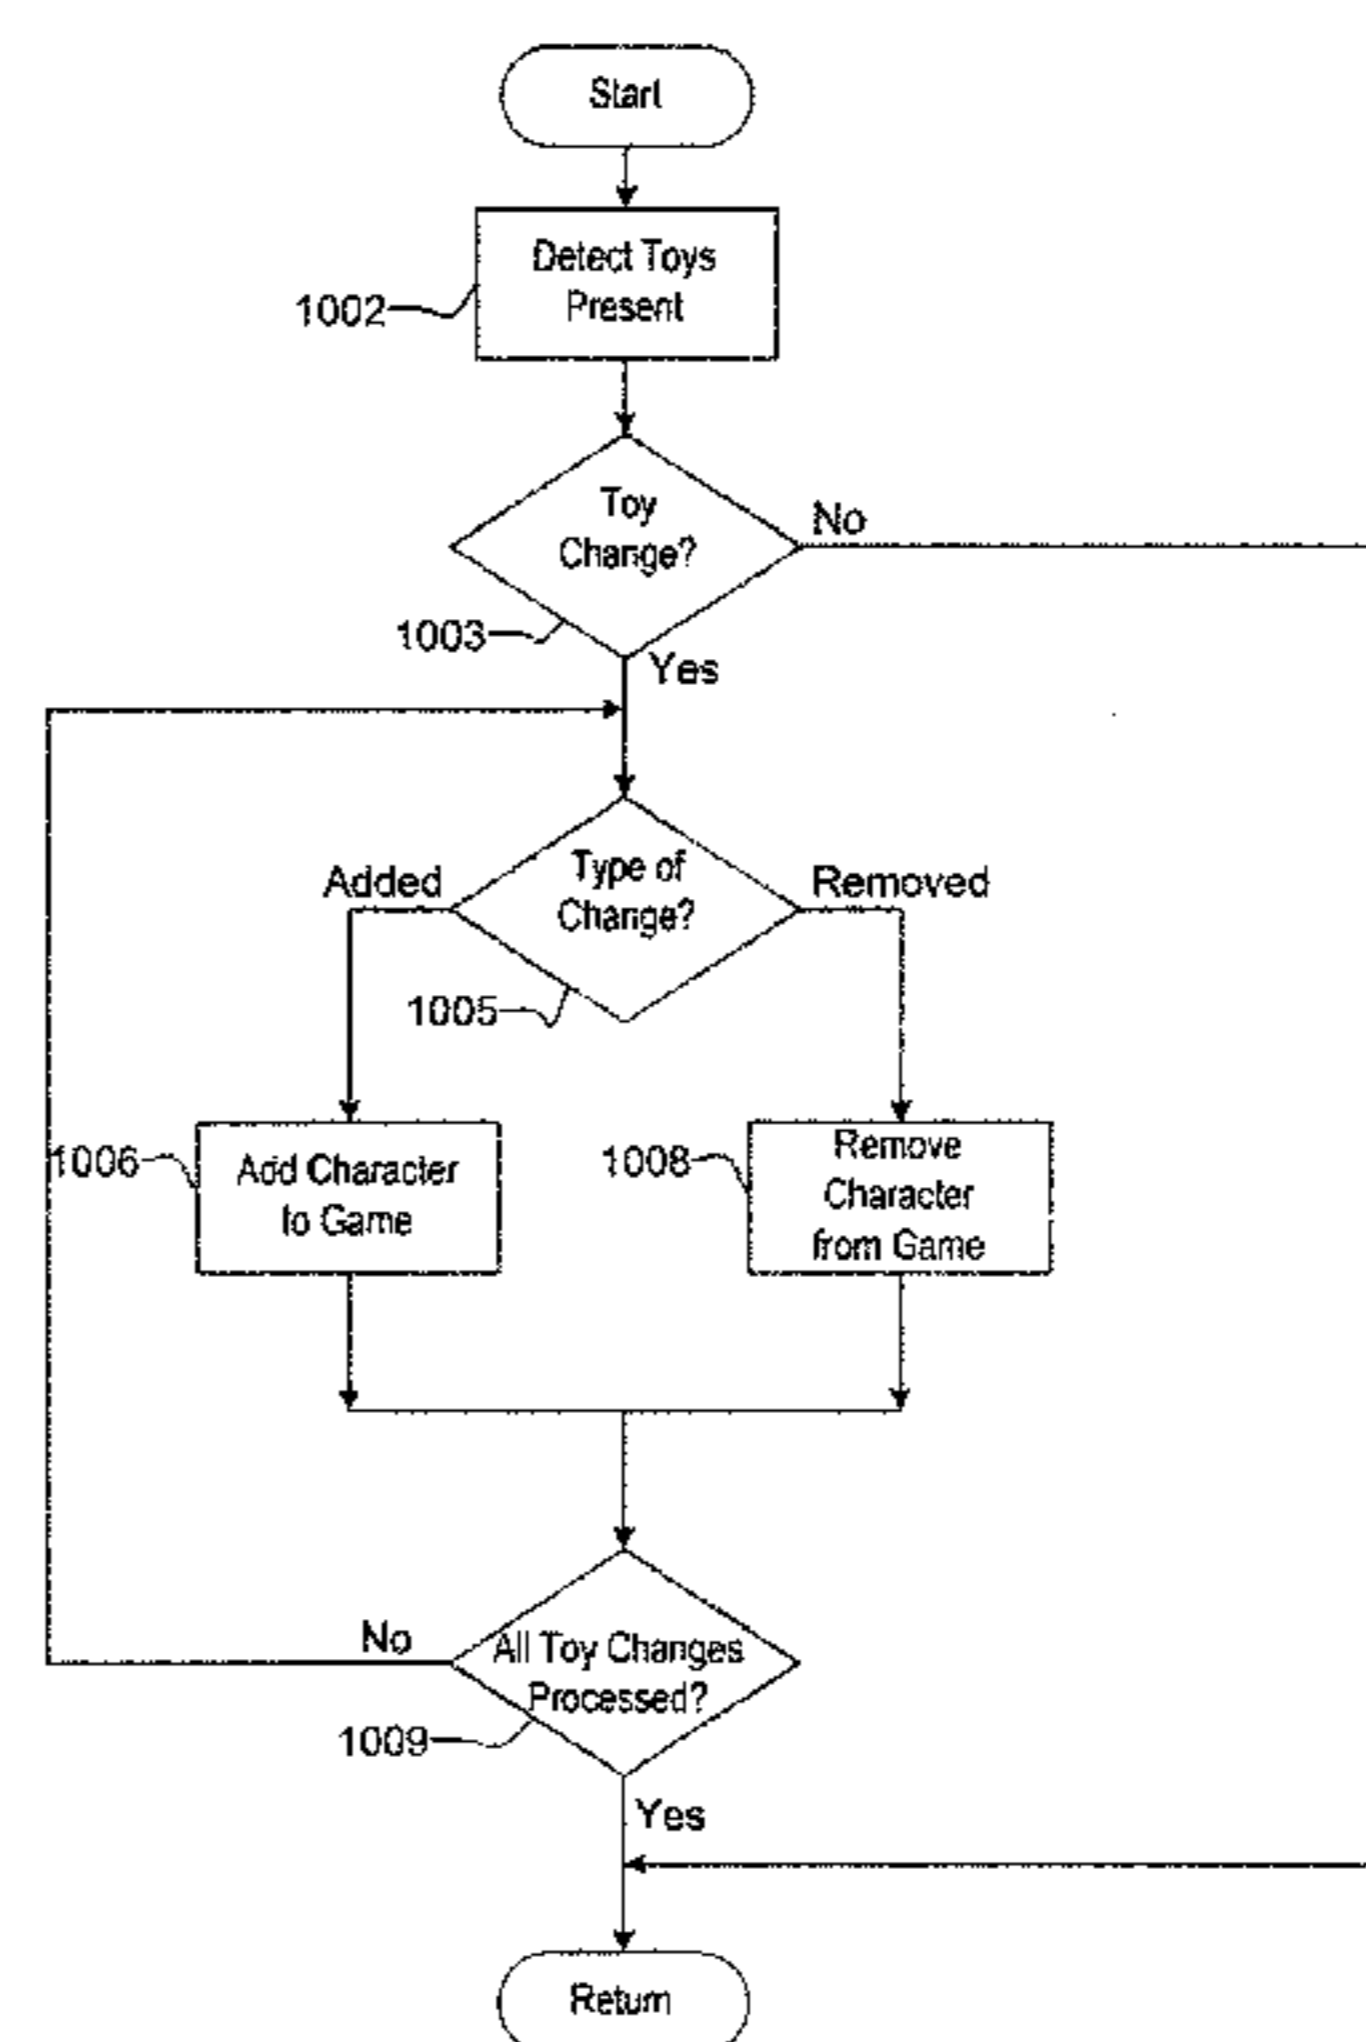 Start
Detect Toys
Present
1002
Toy
Change?
No
1003
Yes
Added
Type of
Change?
Removed
1005
1006
Add Character
to Game
1008
Remove
Character
from Game
No
All Toy Changes
Processed?
1009
Yes
Return